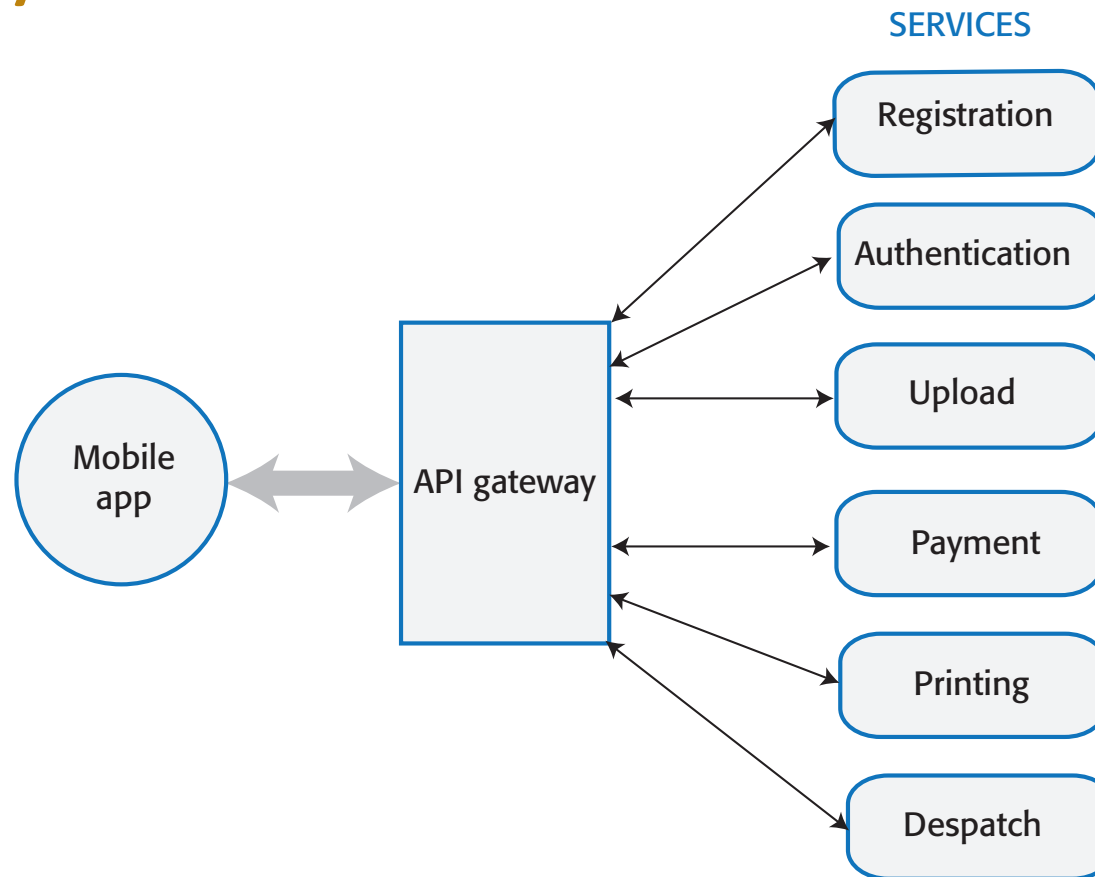 SERVICES
Registration
Authentication
Upload
Mobile
app
API gateway
Payment
Printing
Despatch